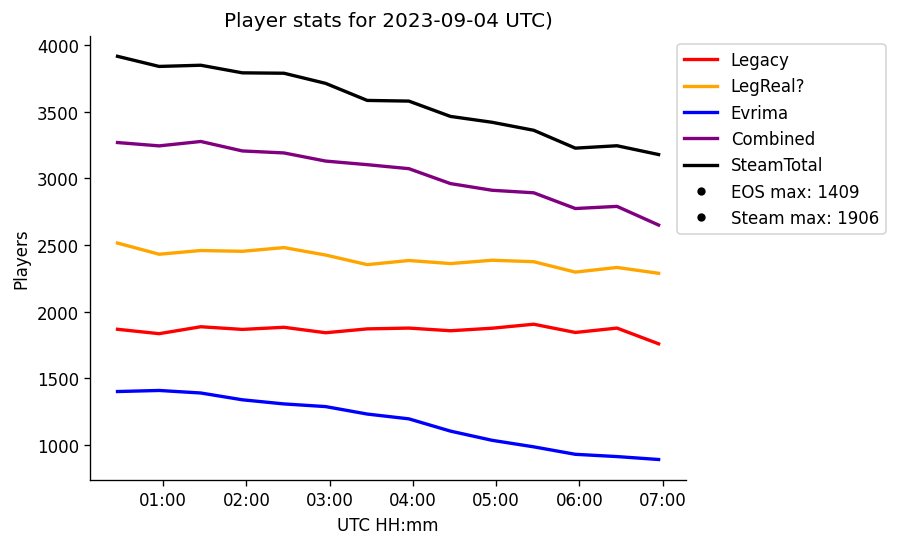 Player stats for 2023-09-04 UTC)
4000
3500
3000
2500
2000
1500
1000
Players
01:00 02:00 03:00 04:00 05:00 06:00 07:00
UTC HH:mm
Legacy
LegReal?
Evrima
Combined
SteamTotal
EOS max: 1409
Steam max: 1906